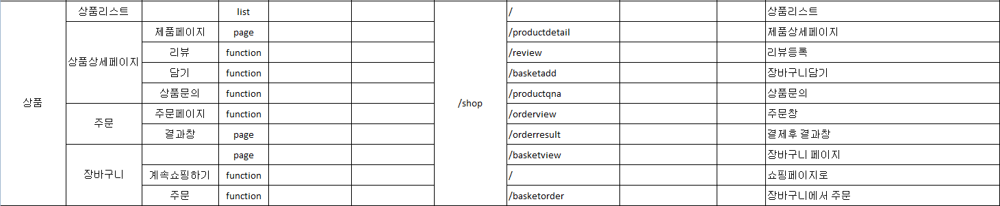 상품리스트 list / 상품리스트
제품페이지 page /productdetail 제품상세페이지
리뷰 function /review 리뷰등록
상품상세페이지
담기 function /basketadd 장바구니담기
상품문의 function /productqna 상품문의
상품 /shop
주문페이지 function /orderview 주문창
주문
결과창 page /orderresult 결제후 결과창
page /basketview 장바구니 페이지
장바구니 계속쇼핑하기 function / 쇼핑페이지로
주문 function /basketorder 장바구니에서 주문